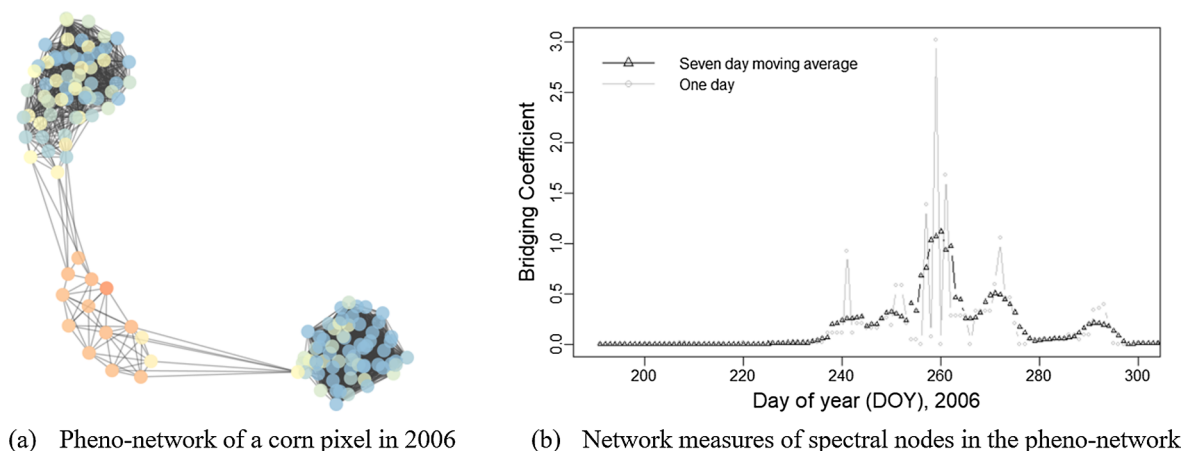 Seven day moving average
One day
Bridging Coefficient
3.0
2.5
2.0
1.5
1.0
0.5
0.0
200 220 240 260 280 300
Day of year (DOY), 2006
(a) Pheno-network of a corn pixel in 2006
(b) Network measures of spectral nodes in the pheno-network